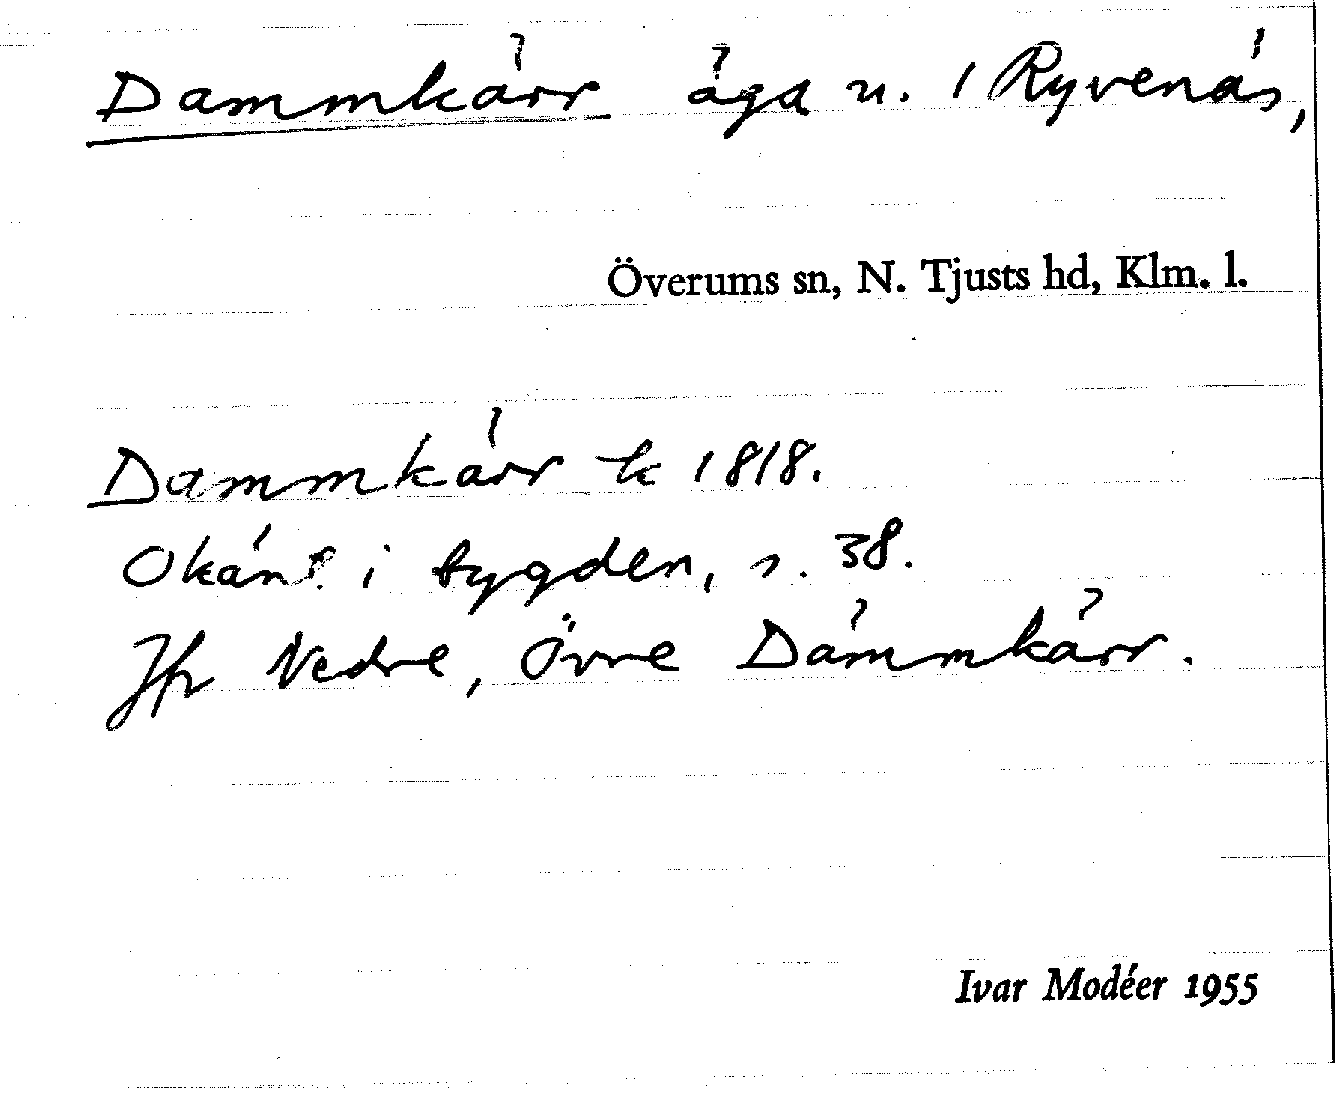 Dammkärr äga u. i Ryvenäs,
Överums sn, N. Tjusts hd, Klm. l.
Dammkärr k 1818.
Okänt i bygden, s. 38.
Jfr Nedre, Övre Dämmkärr.
Ivar Modéer 1955